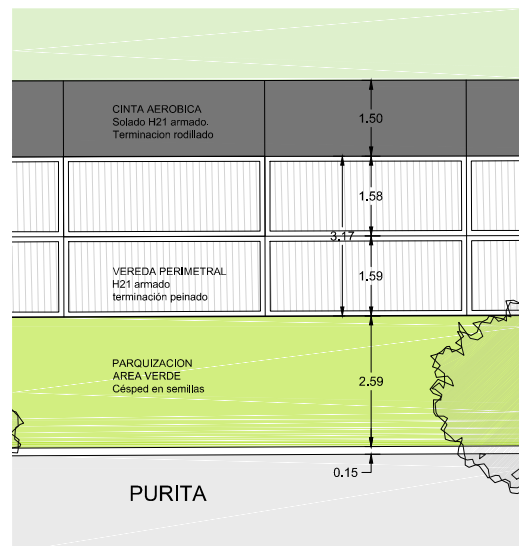 CINTA AEROBICA
Solado H21 armado.
Terminacion rodillado
1.50
1.58
3.17
1.59
VEREDA PERIMETRAL
H21 armado
terminación peinado
PARQUIZACION
AREA VERDE
Césped en semillas
2.59
0.15
PURITA